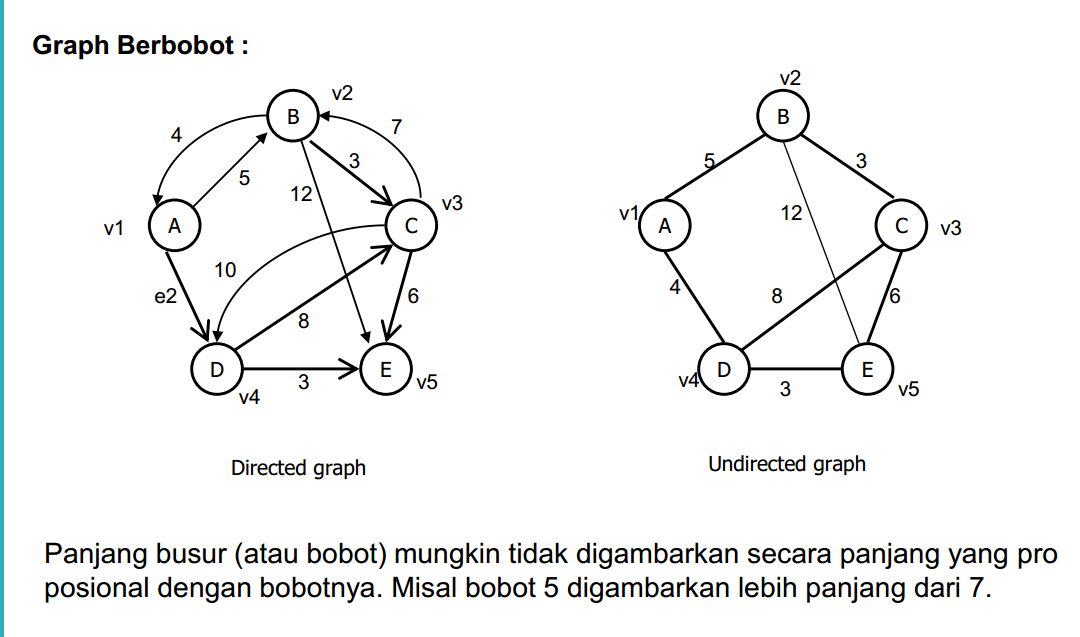 Graph Berbobot :
v2
B
4
7
3
5
12
v3
v1
A
C
10
e2
6
8
D
E
3
v5
v4
Directed graph
v2
B
5
3
12
v1
A
C
v3
4
8
6
D
E
v4
3
v5
Undirected graph
Panjang busur (atau bobot) mungkin tidak digambarkan secara panjang yang pro
posional dengan bobotnya. Misal bobot 5 digambarkan lebih panjang dari 7.